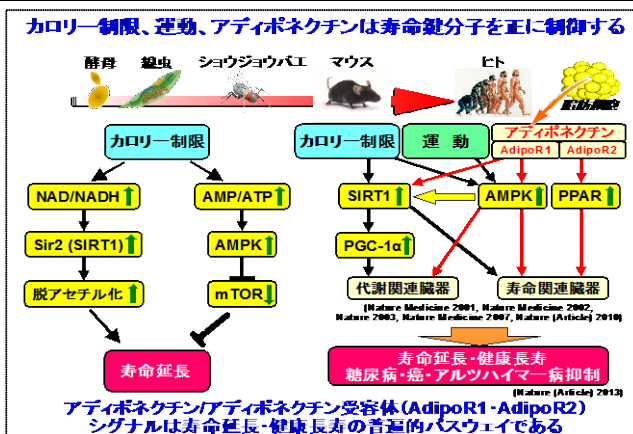 カロリー制限、運動、アディポネクチンは寿命鍵分子を正に制御する
酵母
線虫
ショウジョウバエ
マウス
ヒト
カロリー制限
NAD/NADH
AMP/ATP
Sir2 (SIRT1)
AMPK
脱アセチル化
mTOR
寿命延長
カロリー制限
運 動
アディポネクチン
AdipoR1
AdipoR2
SIRT1
AMPK
PPAR
PGC-1α
代謝関連臓器
寿命関連臓器
(Nature Medicine 2001, Nature Medicine 2002,
Nature 2003, Nature Medicine 2007, Nature (Article) 2010)
寿命延長・健康長寿
糖尿病・癌・アルツハイマー病抑制
(Nature (Article) 2013)
アディポネクチン/アディポネクチン受容体(AdipoR1・AdipoR2)
シグナルは寿命延長・健康長寿の普遍的パスウェイである